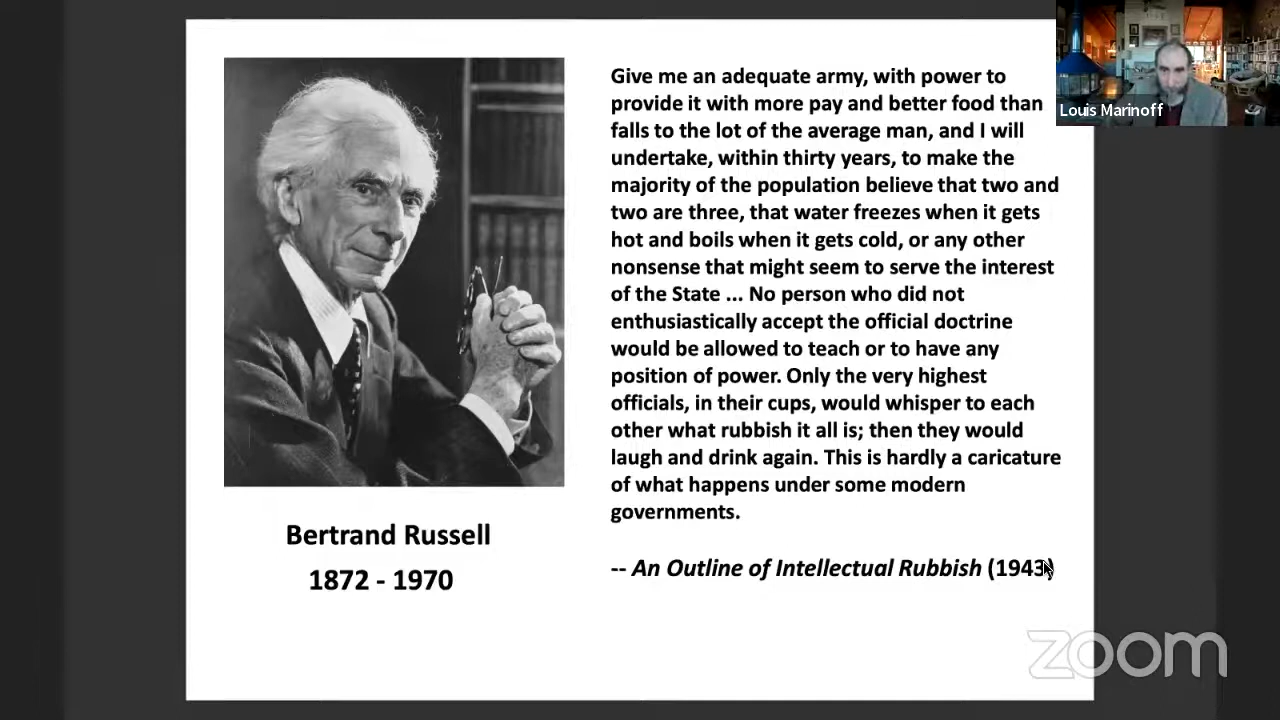 Give me an adequate army, with power to
provide it with more pay and better food than
falls to the lot of the average man, and I will
undertake, within thirty years, to make the
majority of the population believe that two and
two are three, that water freezes when it gets
hot and boils when it gets cold, or any other
nonsense that might seem to serve the interest
of the State ... No person who did not
enthusiastically accept the official doctrine
would be allowed to teach or to have any
position of power. Only the very highest
officials, in their cups, would whisper to each
other what rubbish it all is; then they would
laugh and drink again. This is hardly a caricature
of what happens under some modern
governments.
-- An Outline of Intellectual Rubbish (1943)
Bertrand Russell
1872 - 1970
Louis Marinoff
zoom